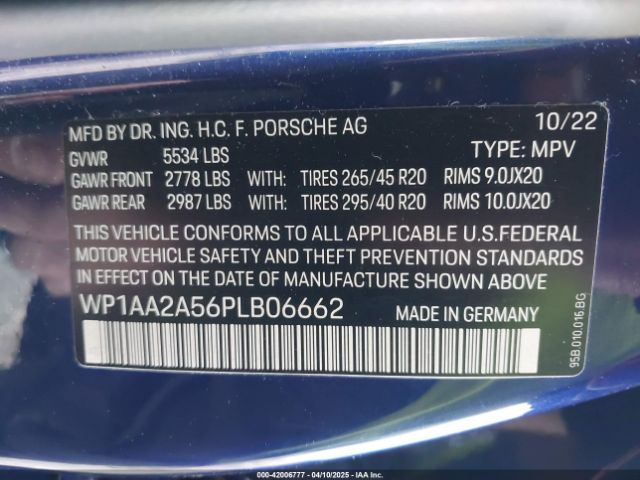 MFD BY DR. ING. H.C. F. PORSCHE AG 10/22
GVWR 5534 LBS TYPE: MPV
GAWR FRONT 2778 LBS WITH: TIRES 265/45 R20 RIMS 9.0JX20
GAWR REAR 2987 LBS WITH: TIRES 295/40 R20 RIMS 10.0JX20
THIS VEHICLE CONFORMS TO ALL APPLICABLE U.S.FEDERAL
MOTOR VEHICLE SAFETY AND THEFT PREVENTION STANDARDS
IN EFFECT ON THE DATE OF MANUFACTURE SHOWN ABOVE.
WP1AA2A56PLB06662 MADE IN GERMANY
95B.010.016.BG
000-42006777 - 04/10/2025 - IAA Inc.